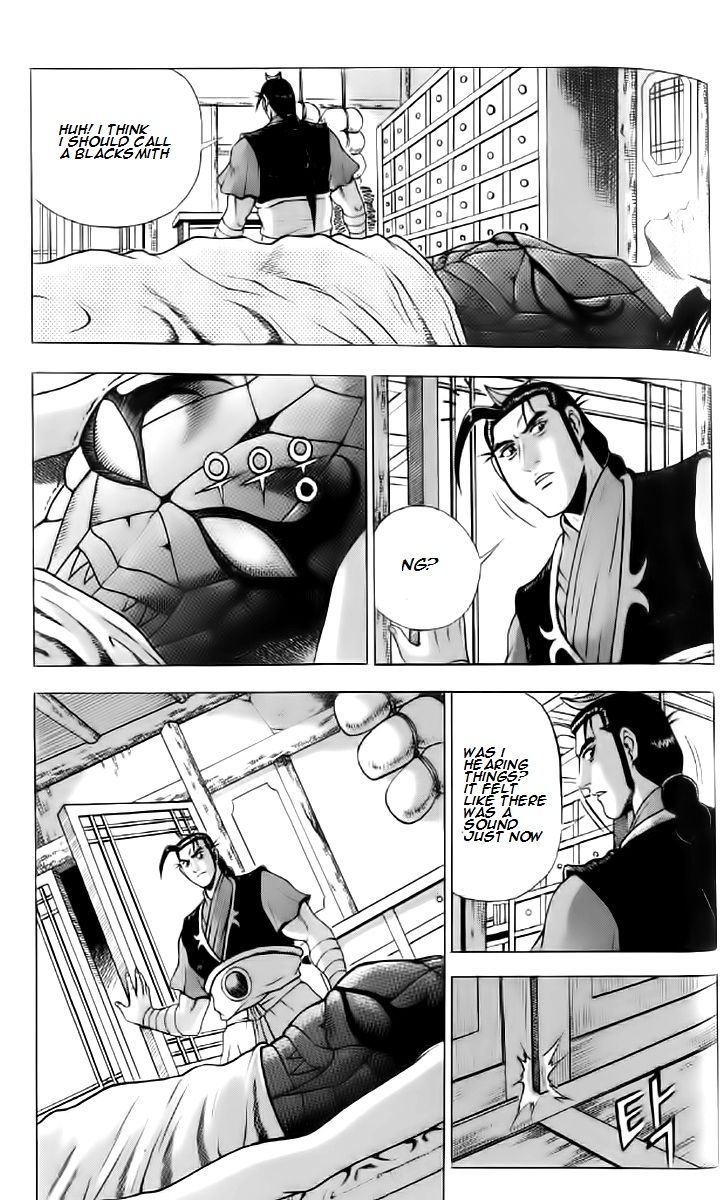 HUH! I THINK
I SHOULD CALL
A BLACKSMITH
NG?
WAS I
HEARING
THINGS?
IT FELT
LIKE THERE
WAS A
SOUND
JUST NOW
탁